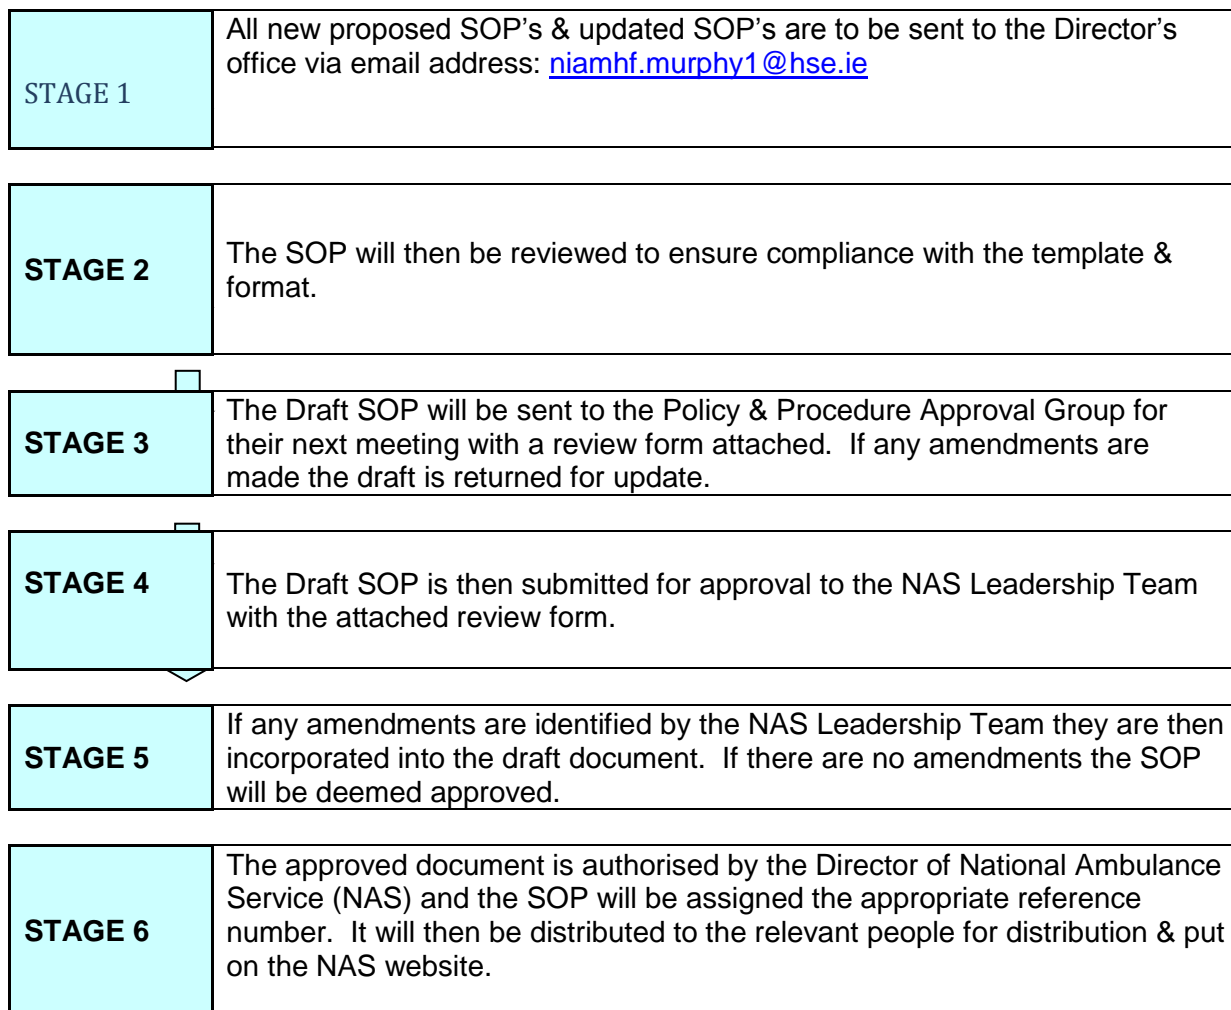 STAGE 1
All new proposed SOP’s & updated SOP’s are to be sent to the Director’s
office via email address: niamhf.murphy1@hse.ie
STAGE 2
The SOP will then be reviewed to ensure compliance with the template &
format.
STAGE 3
The Draft SOP will be sent to the Policy & Procedure Approval Group for
their next meeting with a review form attached.  If any amendments are
made the draft is returned for update.
STAGE 4
The Draft SOP is then submitted for approval to the NAS Leadership Team
with the attached review form.
STAGE 5
If any amendments are identified by the NAS Leadership Team they are then
incorporated into the draft document.  If there are no amendments the SOP
will be deemed approved.
STAGE 6
The approved document is authorised by the Director of National Ambulance
Service (NAS) and the SOP will be assigned the appropriate reference
number.  It will then be distributed to the relevant people for distribution & put
on the NAS website.